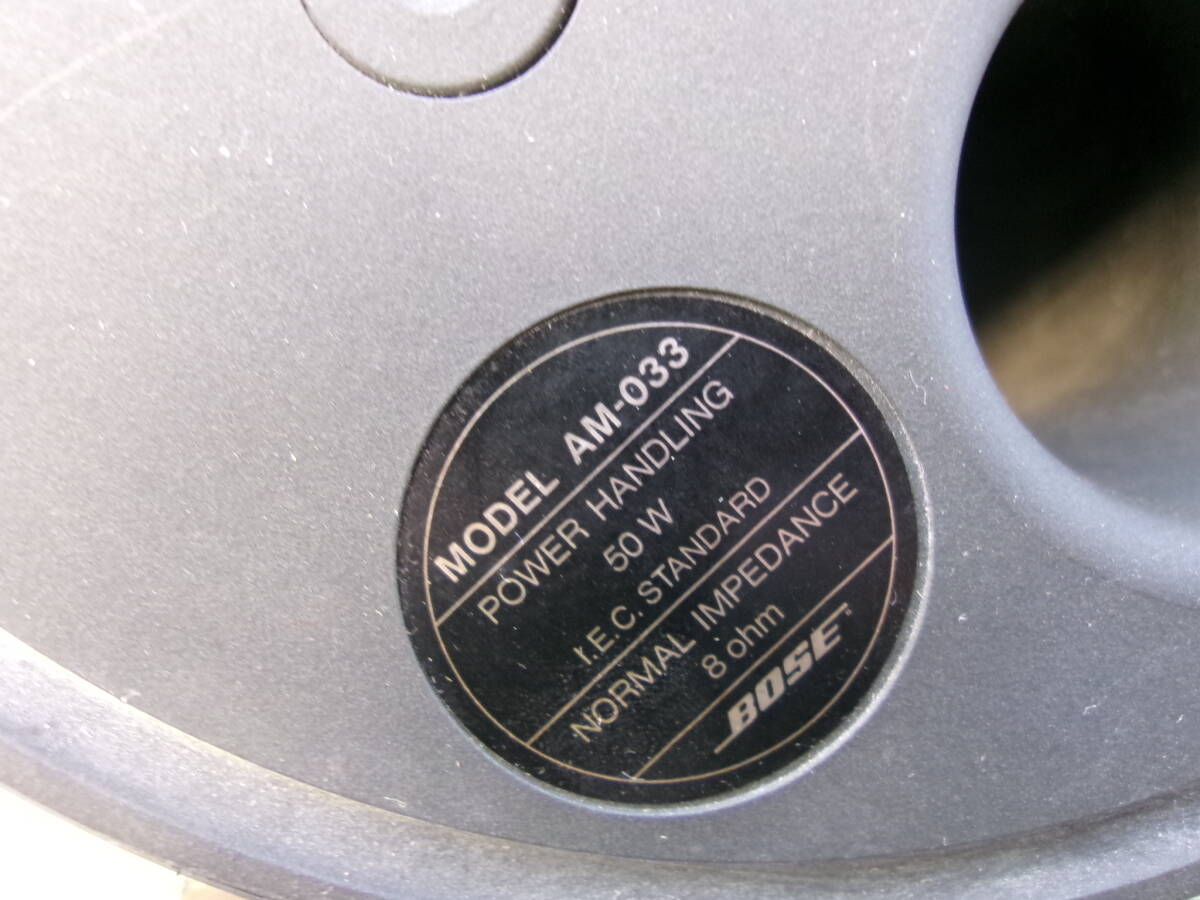 MODEL AM-033
POWER HANDLING
50 W
I.E.C. STANDARD
NORMAL IMPEDANCE
8 ohm
BOSE